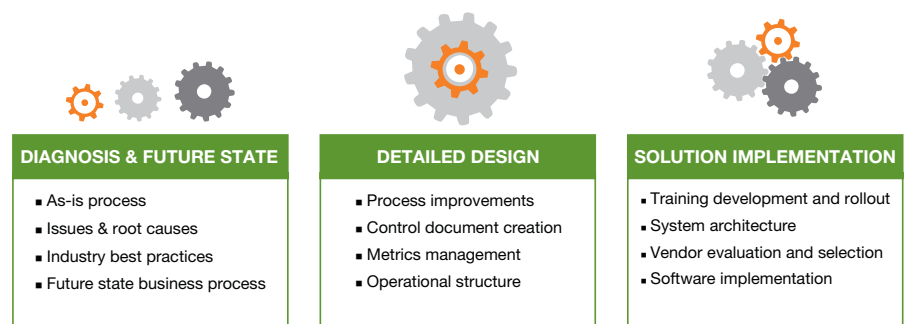 DIAGNOSIS & FUTURE STATE
▪ As-is process
▪ Issues & root causes
▪ Industry best practices
▪ Future state business process
DETAILED DESIGN
▪ Process improvements
▪ Control document creation
▪ Metrics management
▪ Operational structure
SOLUTION IMPLEMENTATION
▪ Training development and rollout
▪ System architecture
▪ Vendor evaluation and selection
▪ Software implementation